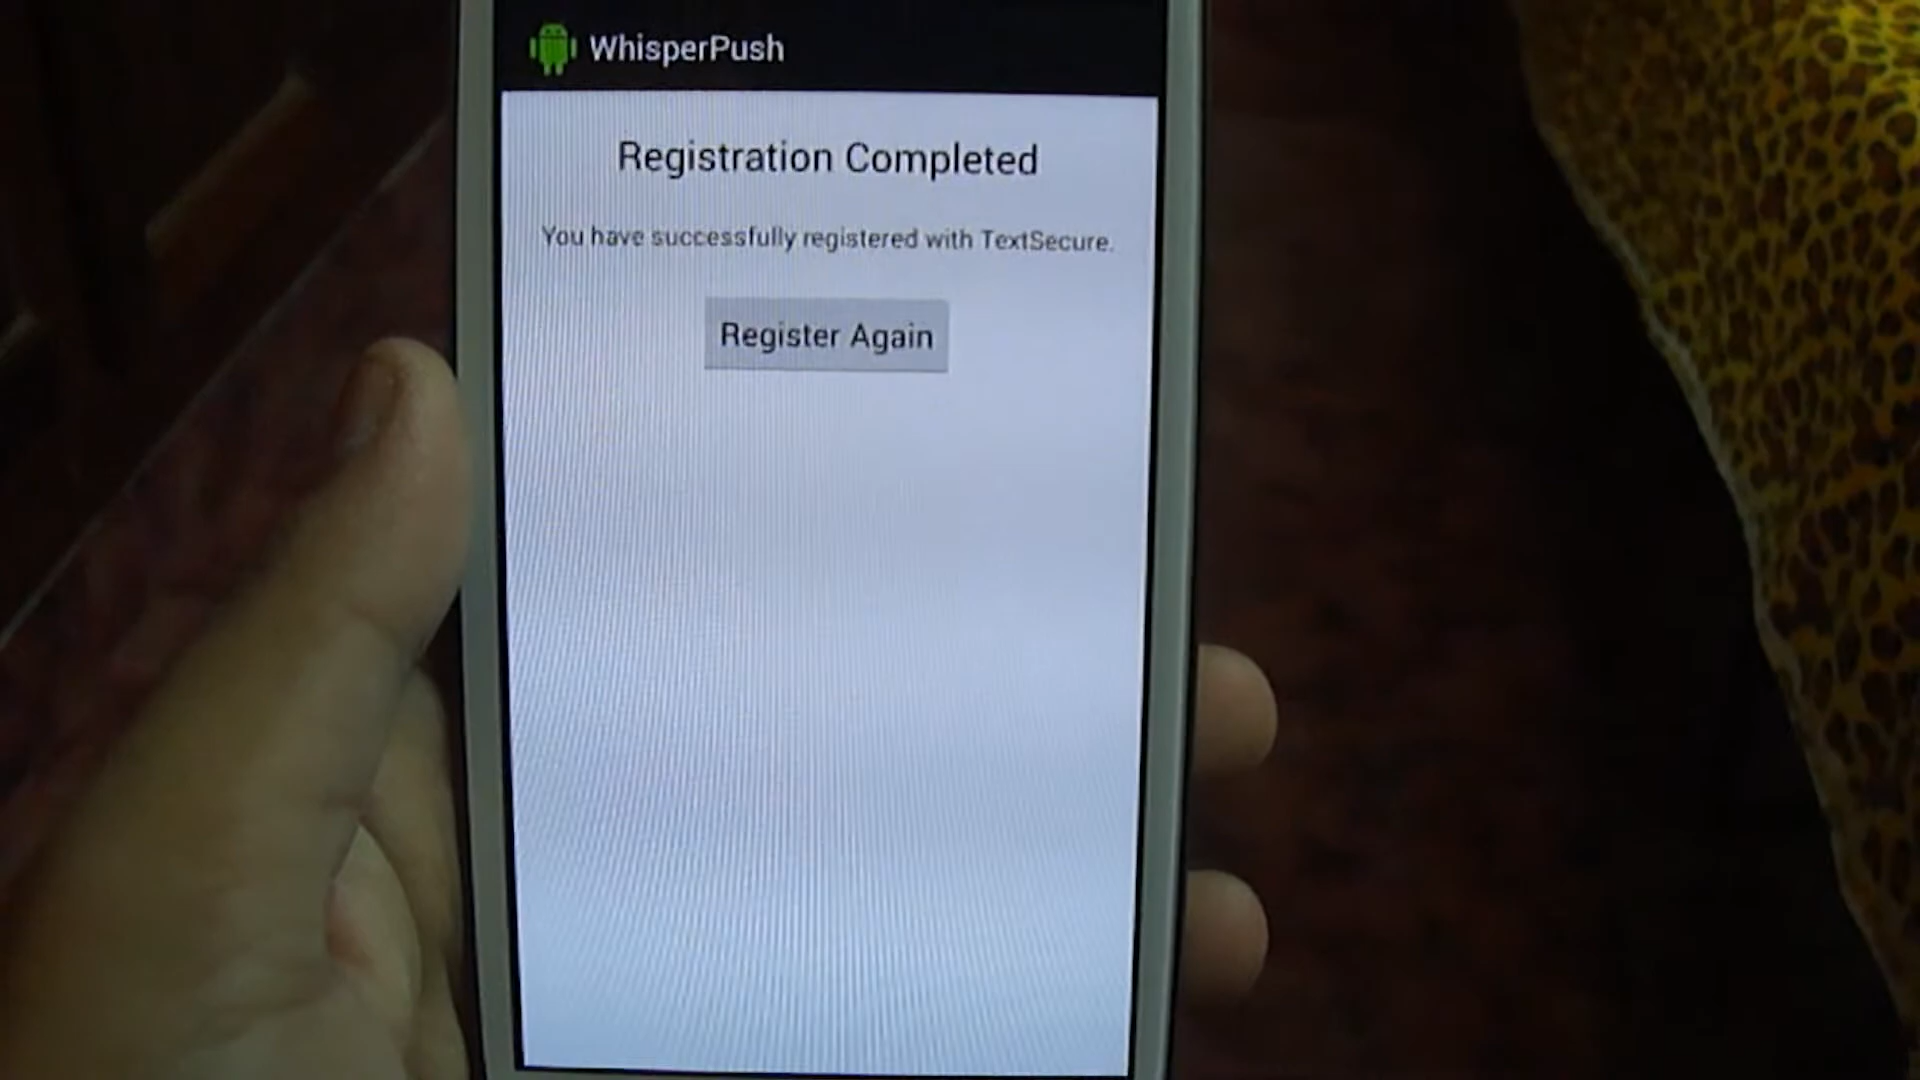 WhisperPush
Registration Completed
You have successfully registered with TextSecure.
Register Again